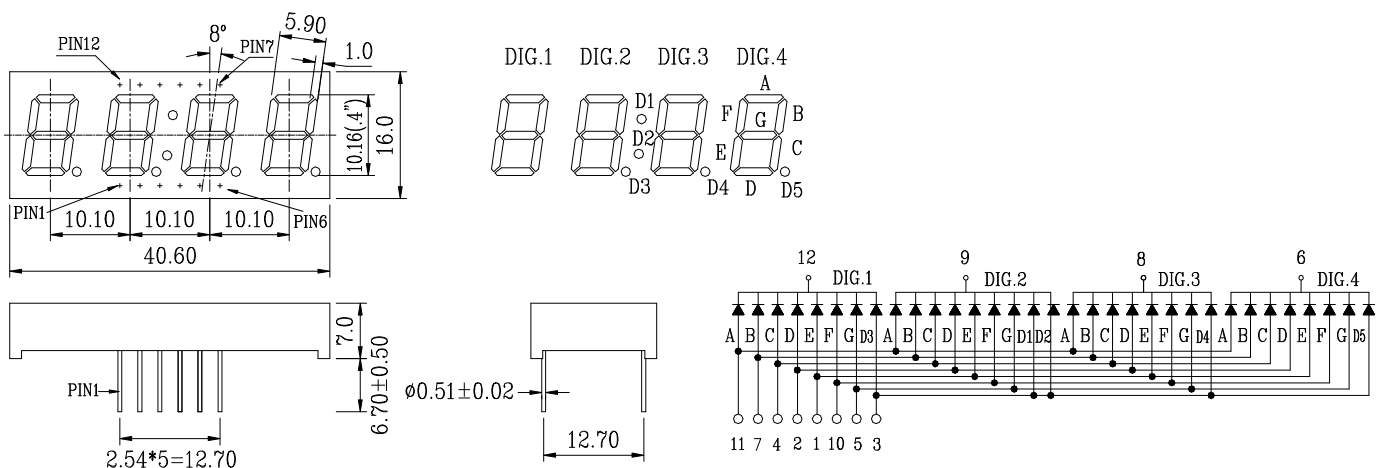 PIN12
8°
PIN7
5.90
1.0
10.16(.4")
16.0
PIN1
PIN6
10.10
10.10
10.10
40.60
DIG.1 DIG.2 DIG.3 DIG.4
A
D1
F
G
B
D2
E
C
D3
D4
D
D5
7.0
PIN1
6.70±0.50
2.54*5=12.70
ø0.51±0.02
12.70
12 9 8 6
DIG.1 DIG.2 DIG.3 DIG.4
A B C D E F G D3 A B C D E F G D1 D2 A B C D E F G D4 A B C D E F G D5
11 7 4 2 1 10 5 3